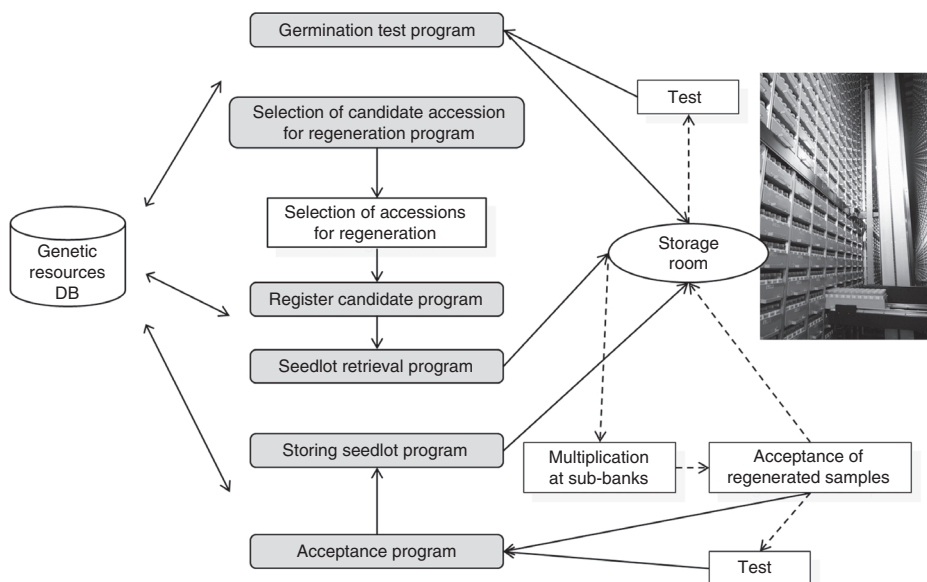 Germination test program
Test
Selection of candidate accession
for regeneration program
Selection of accessions
for regeneration
Storage
room
Genetic
resources
DB
Register candidate program
Seedlot retrieval program
Storing seedlot program
Multiplication
at sub-banks
Acceptance of
regenerated samples
Acceptance program
Test